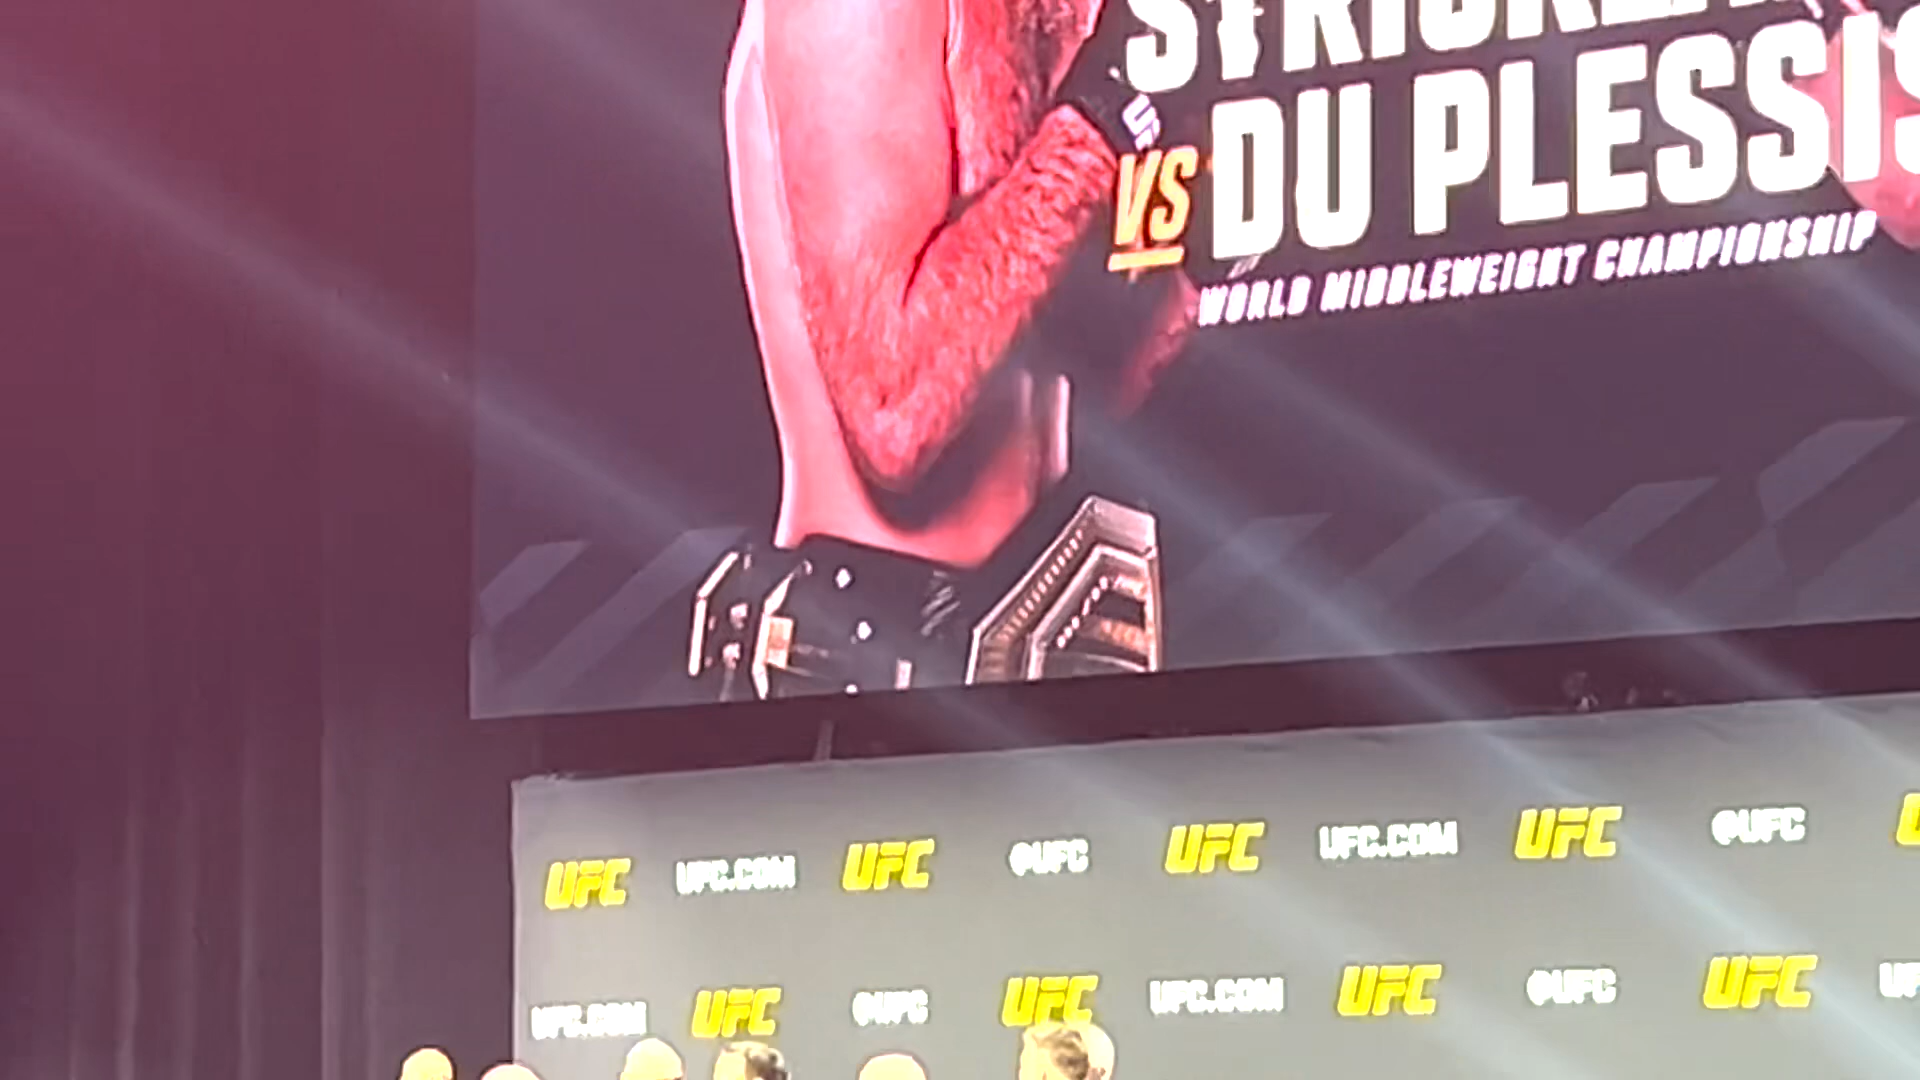 DU PLESSIS
VS
WORLD MIDDLEWEIGHT CHAMPIONSHIP
UFC UFC.COM UFC @UFC UFC UFC.COM UFC @UFC
UFC.COM UFC @UFC UFC UFC.COM UFC @UFC UFC